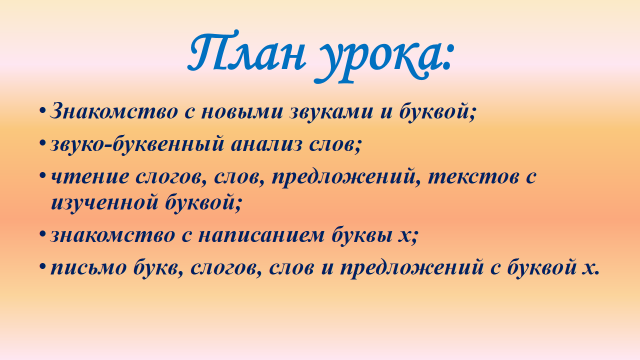 План урока:
• Знакомство с новыми звуками и буквой;
• звуко-буквенный анализ слов;
• чтение слогов, слов, предложений, текстов с
изученной буквой;
• знакомство с написанием буквы х;
• письмо букв, слогов, слов и предложений с буквой х.